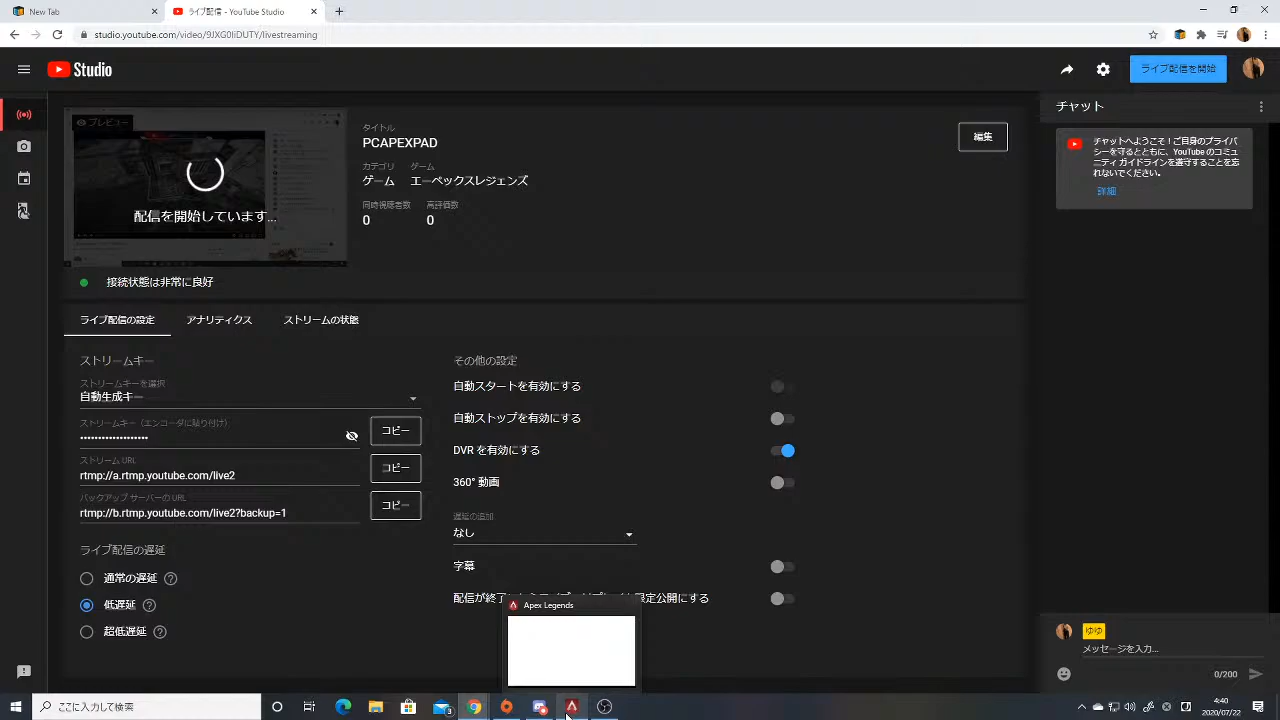 New Tab
ライブ配信 - YouTube Studio
studio.youtube.com/video/9JXG0IiDUTY/livestreaming
Studio
ライブ配信を開始
プレビュー
配信を開始しています...
タイトル
PCAPEXPAD
編集
カテゴリ
ゲーム
ゲーム
エーペックスレジェンズ
同時視聴者数
高評価数
0
0
接続状態は非常に良好
チャット
チャットへようこそ！ご自身のプライバ
シーを守るとともに、YouTube のコミュ
ニティ ガイドラインを遵守することを忘
れないでください。
詳細
ライブ配信の設定
アナリティクス
ストリームの状態
ストリームキー
ストリームキーを選択
自動生成キー
ストリームキー（エンコーダに貼り付け）
コピー
ストリーム URL
rtmp://a.rtmp.youtube.com/live2
コピー
バックアップ サーバーの URL
rtmp://b.rtmp.youtube.com/live2?backup=1
コピー
ライブ配信の遅延
通常の遅延
低遅延
超低遅延
その他の設定
自動スタートを有効にする
自動ストップを有効にする
DVR を有効にする
360° 動画
遅延の追加
なし
字幕
配信が終了
限定公開にする
Apex Legends
ゆゆ
メッセージを入力...
0/200
ここに入力して検索
4:40
2020/07/22